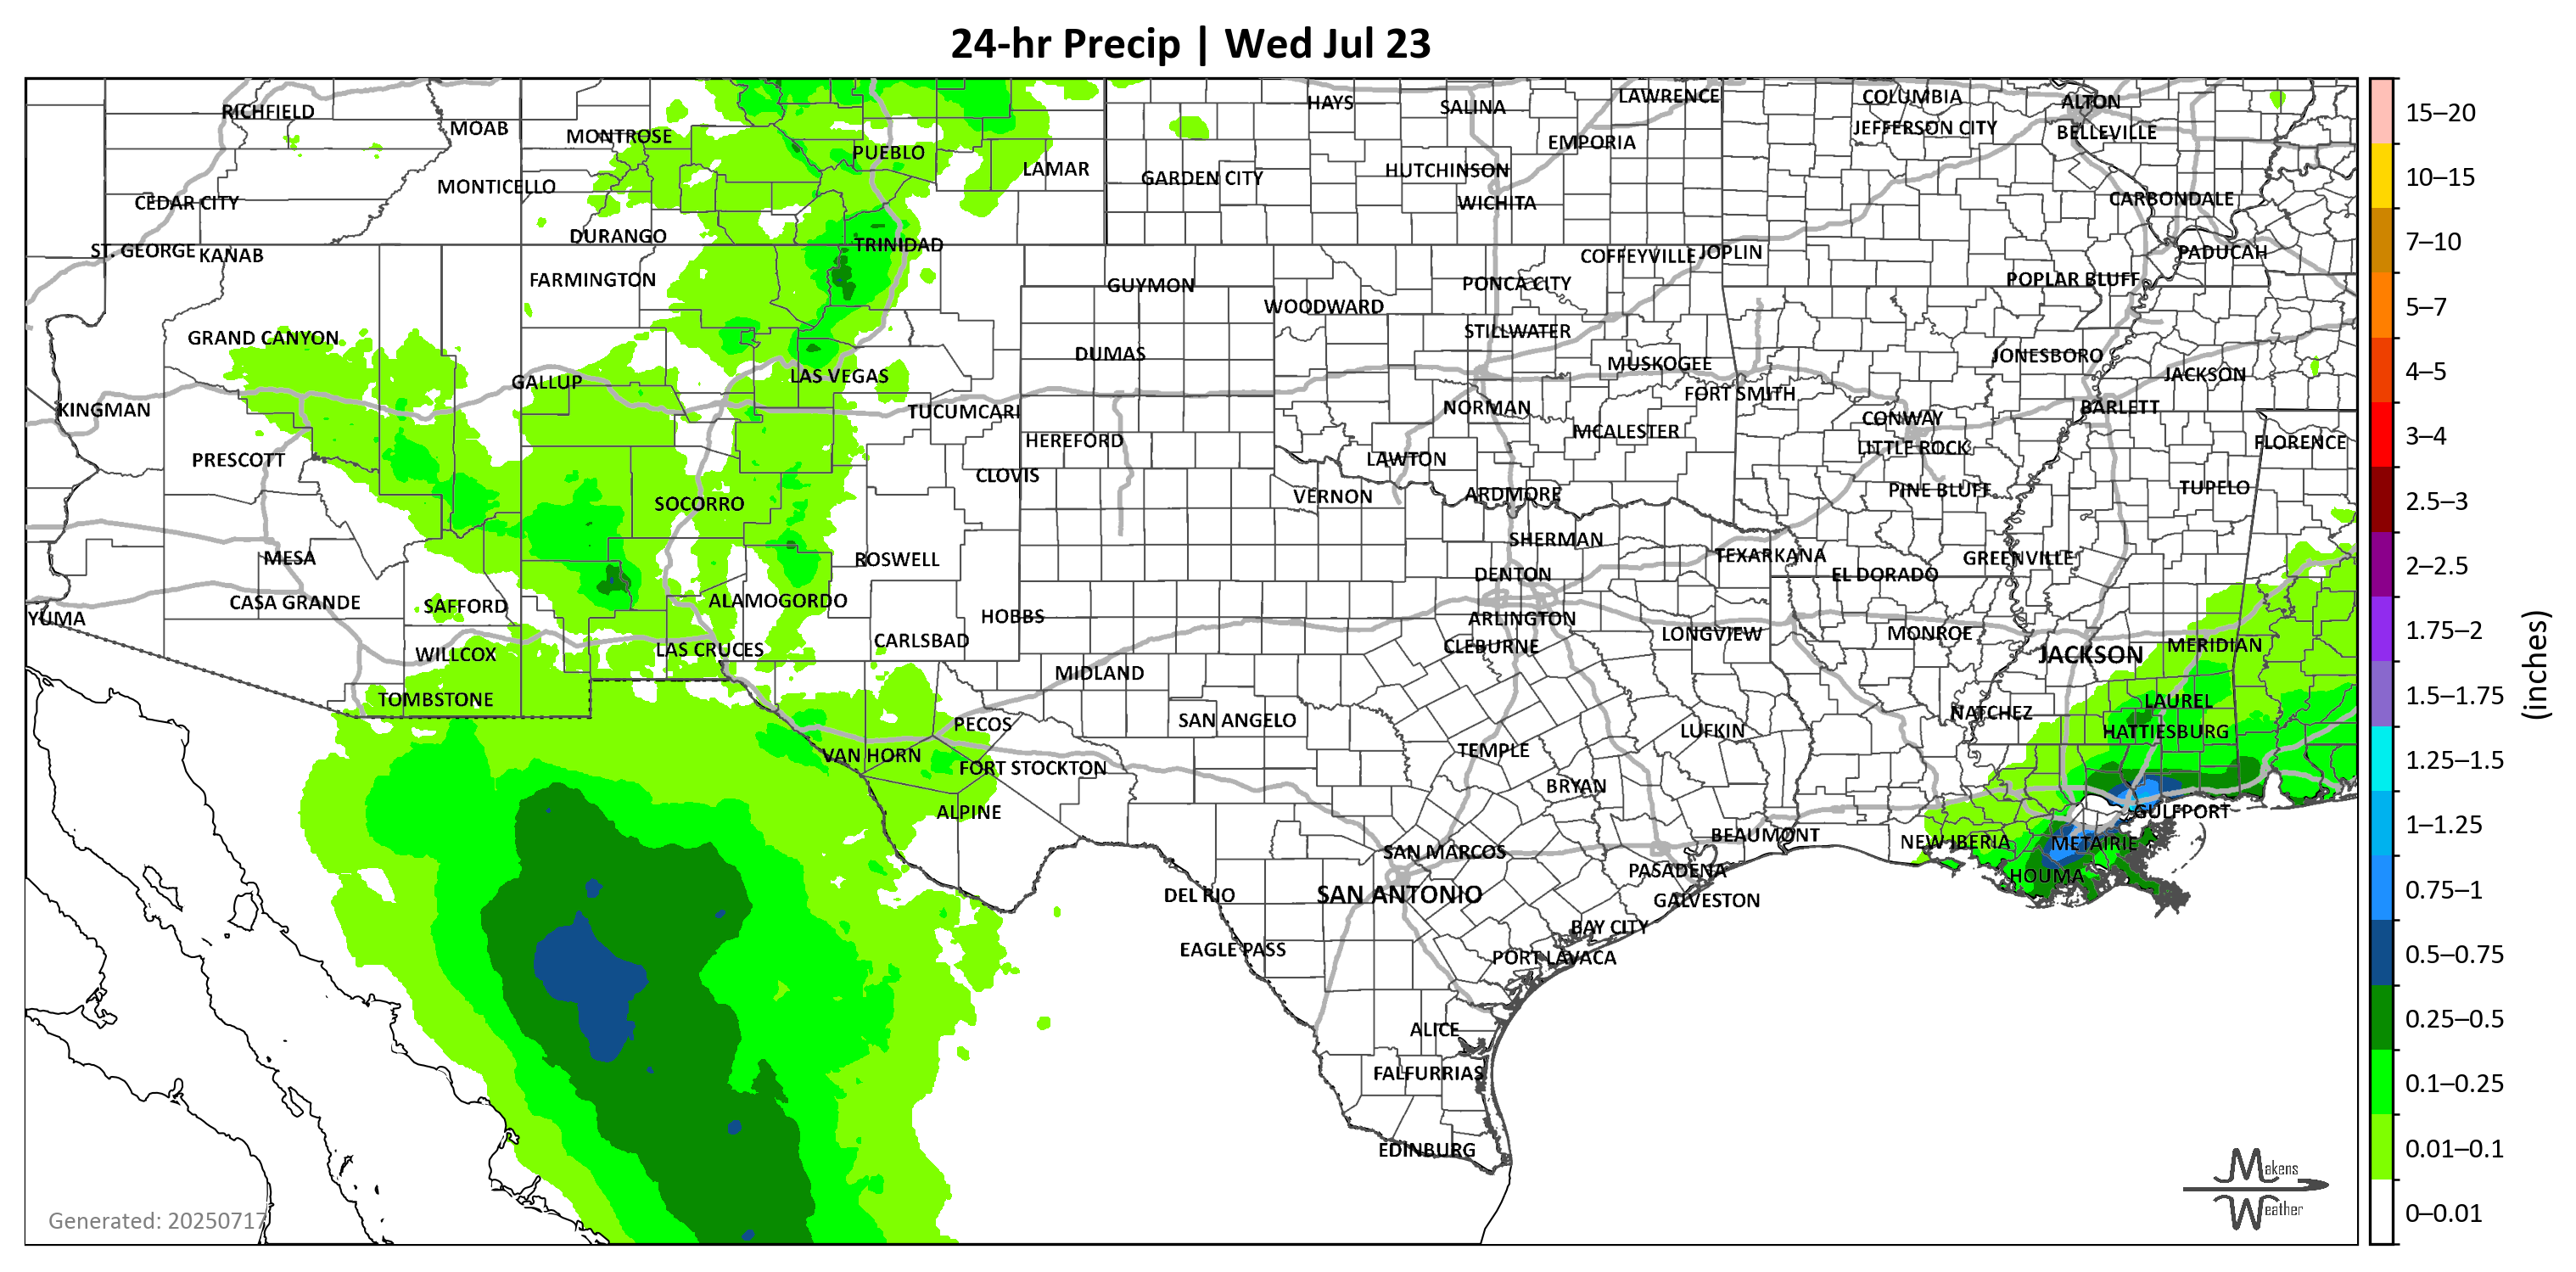 24-hr Precip | Wed Jul 23
RICHFIELD
MOAB
MONTROSE
PUEBLO
LAMAR
HAYS
SALINA
LAWRENCE
COLUMBIA
ALTON
EMPORIA
JEFFERSON CITY
BELLEVILLE
CEDAR CITY
MONTICELLO
GARDEN CITY
HUTCHINSON
WICHITA
CARBONDALE
ST. GEORGE
KANAB
DURANGO
TRINIDAD
COFFEYVILLE
JOPLIN
PADUCAH
FARMINGTON
GUYMON
WOODWARD
PONCA CITY
POPLAR BLUFF
GRAND CANYON
DUMAS
STILLWATER
MUSKOGEE
JONESBORO
JACKSON
KINGMAN
GALLUP
LAS VEGAS
TUCUMCARI
NORMAN
FORT SMITH
CONWAY
BARLETT
PRESCOTT
HEREFORD
CLOVIS
LAWTON
MCALESTER
LITTLE ROCK
FLORENCE
SOCORRO
VERNON
ARDMORE
PINE BLUFF
TUPELO
MESA
ROSWELL
SHERMAN
DENTON
TEXARKANA
EL DORADO
GREENVILLE
YUMA
CASA GRANDE
SAFFORD
ALAMOGORDO
HOBBS
ARLINGTON
CLEBURNE
LONGVIEW
MONROE
JACKSON
MERIDIAN
WILLCOX
LAS CRUCES
CARLSBAD
MIDLAND
TOMBSTONE
PECOS
SAN ANGELO
LUFKIN
NATCHEZ
LAUREL
HATTIESBURG
VAN HORN
FORT STOCKTON
TEMPLE
BRYAN
ALPINE
GULFPORT
SAN MARCOS
BEAUMONT
NEW IBERIA
METAIRIE
DEL RIO
SAN ANTONIO
PASADENA
GALVESTON
HOUMA
EAGLE PASS
BAY CITY
PORT LAVACA
ALICE
FALFURRIAS
EDINBURG
Generated: 20250717
Makens
Weather
15–20
10–15
7–10
5–7
4–5
3–4
2.5–3
2–2.5
1.75–2
1.5–1.75
1.25–1.5
1–1.25
0.75–1
0.5–0.75
0.25–0.5
0.1–0.25
0.01–0.1
0–0.01
(inches)